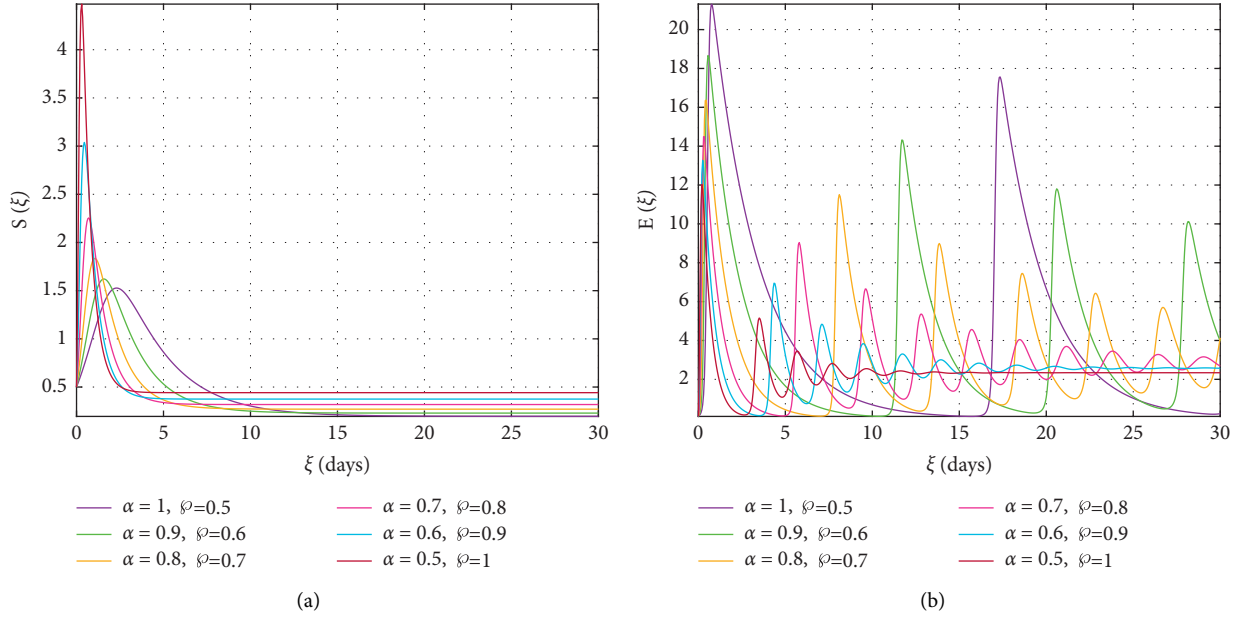 4
3.5
3
2.5
2
1.5
1
0.5
S (ξ)
0 5 10 15 20 25 30
ξ (days)
α = 1, ℘=0.5
α = 0.9, ℘=0.6
α = 0.8, ℘=0.7
α = 0.7, ℘=0.8
α = 0.6, ℘=0.9
α = 0.5, ℘=1
(a)
20
18
16
14
12
10
8
6
4
2
E (ξ)
0 5 10 15 20 25 30
ξ (days)
α = 1, ℘=0.5
α = 0.9, ℘=0.6
α = 0.8, ℘=0.7
α = 0.7, ℘=0.8
α = 0.6, ℘=0.9
α = 0.5, ℘=1
(b)